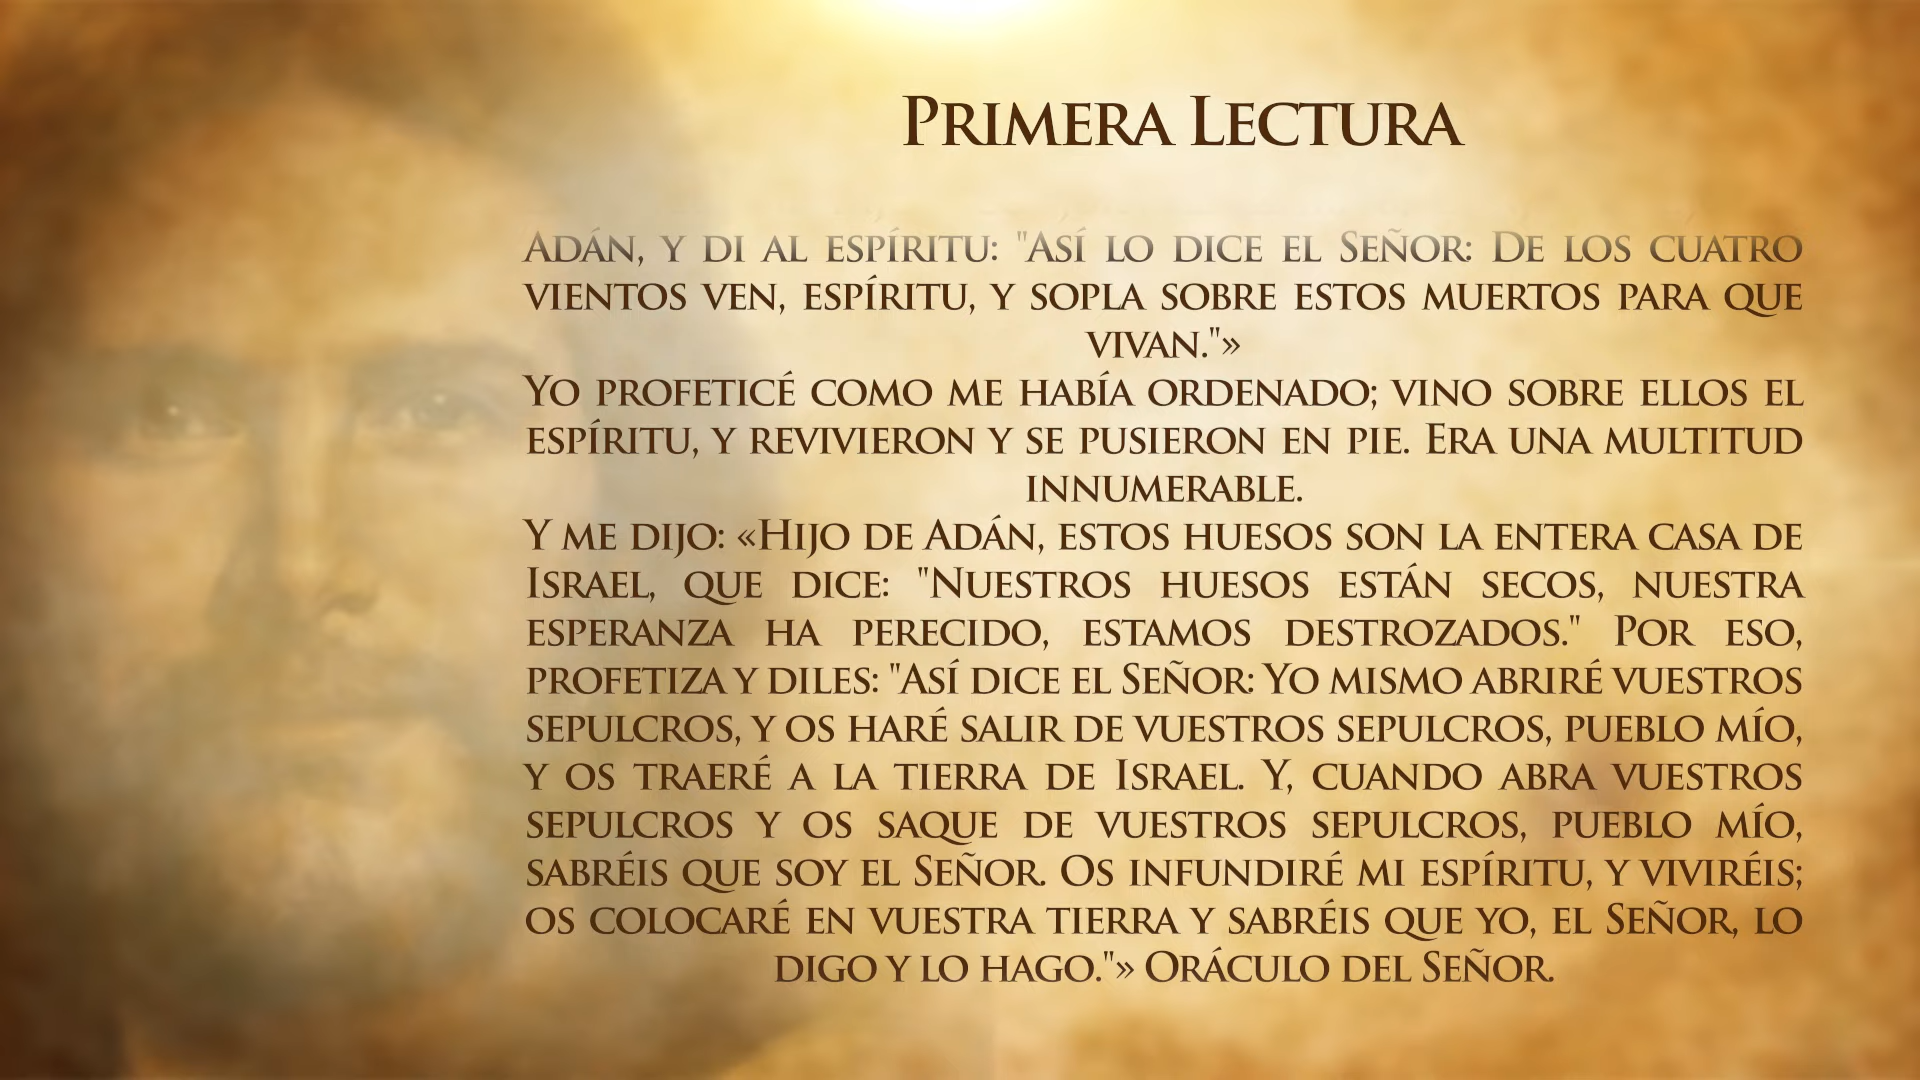 Primera Lectura
Adán, y di al espíritu: "Así lo dice el Señor: De los cuatro
vientos ven, espíritu, y sopla sobre estos muertos para que
vivan."»
Yo profeticé como me había ordenado; vino sobre ellos el
espíritu, y revivieron y se pusieron en pie. Era una multitud
innumerable.
Y me dijo: «Hijo de Adán, estos huesos son la entera casa de
Israel, que dice: "Nuestros huesos están secos, nuestra
esperanza ha perecido, estamos destrozados." Por eso,
profetiza y diles: "Así dice el Señor: Yo mismo abriré vuestros
sepulcros, y os haré salir de vuestros sepulcros, pueblo mío,
y os traeré a la tierra de Israel. Y, cuando abra vuestros
sepulcros y os saque de vuestros sepulcros, pueblo mío,
sabréis que soy el Señor. Os infundiré mi espíritu, y viviréis;
os colocaré en vuestra tierra y sabréis que yo, el Señor, lo
digo y lo hago."» Oráculo del Señor.